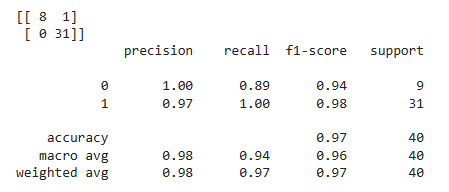 [[ 8 1]
[ 0 31]]
precision recall f1-score support
0 1.00 0.89 0.94 9
1 0.97 1.00 0.98 31
accuracy 0.97 40
macro avg 0.98 0.94 0.96 40
weighted avg 0.98 0.97 0.97 40